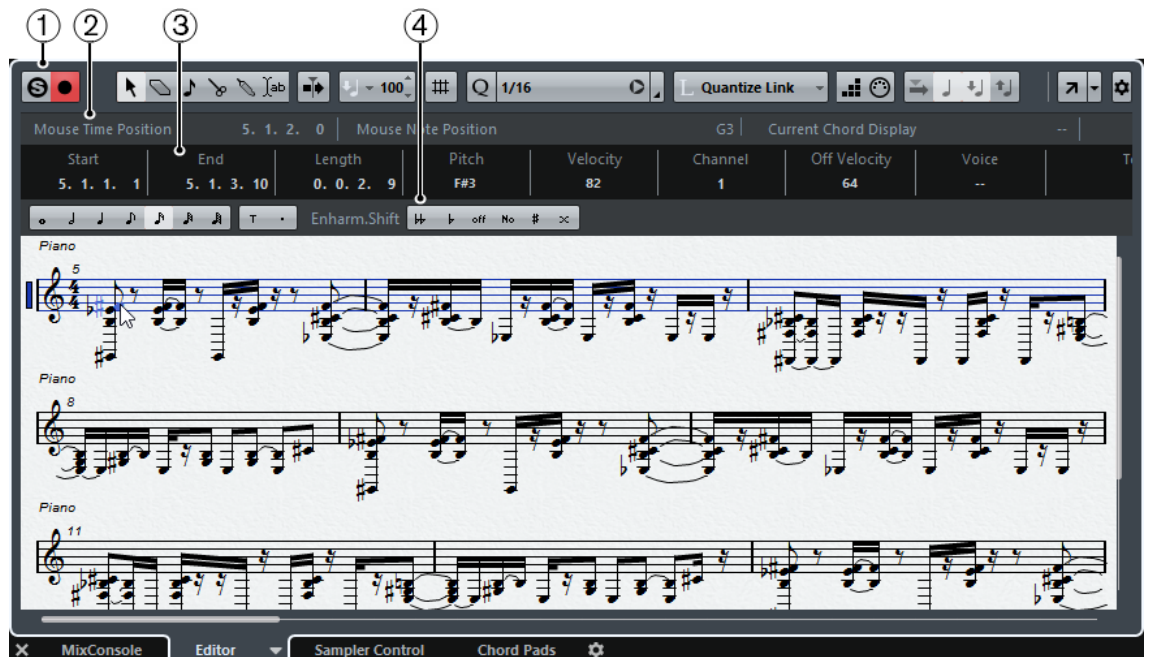 1 2 3 4
S ab 100 Q 1/16 L Quantize Link
Mouse Time Position 5. 1. 2. 0 Mouse Note Position G3 Current Chord Display --
Start End Length Pitch Velocity Channel Off Velocity Voice
5. 1. 1. 1 5. 1. 3. 10 0. 0. 2. 9 F#3 82 1 64 --
T . Enharm.Shift off No #
Piano
5
4
4
Piano
8
Piano
11
MixConsole Editor Sampler Control Chord Pads